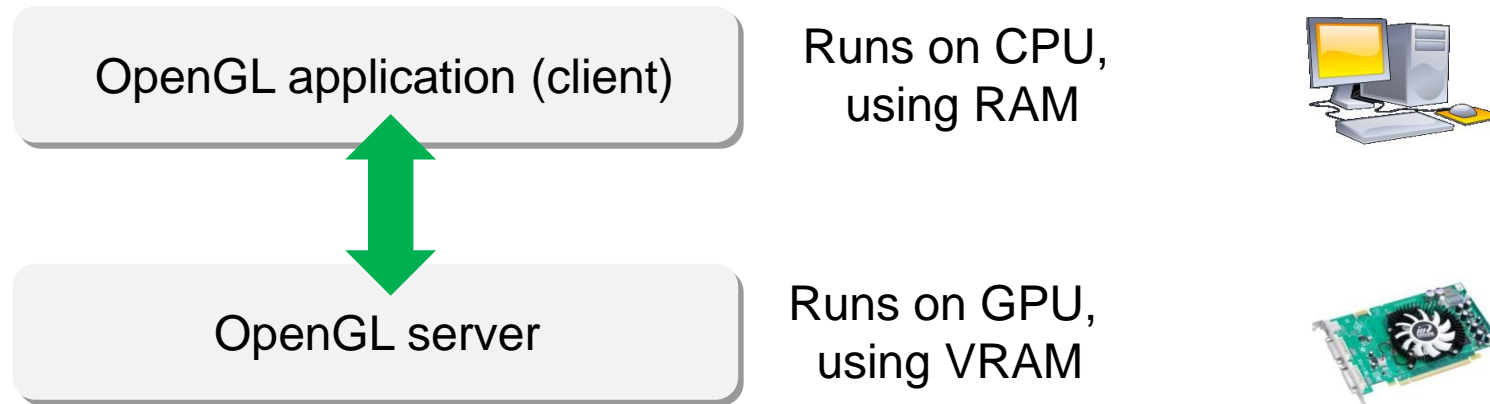 OpenGL application (client)
Runs on CPU,
using RAM
OpenGL server
Runs on GPU,
using VRAM